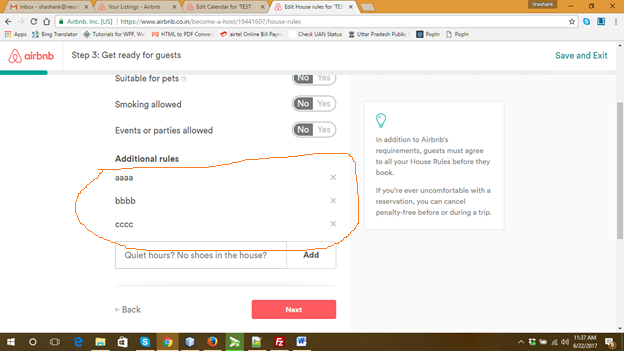 Shashank
Inbox - shashank@neur
Your Listings - Airbnb
Edit Calendar for 'TEST
Edit House rules for 'TES
Airbnb, Inc. [US]
https://www.airbnb.co.in/become-a-host/19441607/house-rules
Apps
Bing Translator
Tutorials for WPF, W
HTML to PDF Conver
airtel Online Bill Paym
Check UAN Status
Uttar Pradesh Public
PopIn
PopIn
airbnb
Step 3: Get ready for guests
Save and Exit
Suitable for pets
No Yes
Smoking allowed
No Yes
Events or parties allowed
No Yes
Additional rules
aaaa
bbbb
cccc
Quiet hours? No shoes in the house?
Add
Back
Next
In addition to Airbnb's
requirements, guests must agree
to all your House Rules before they
book.
If you're ever uncomfortable with a
reservation, you can cancel
penalty-free before or during a trip.
11:37 AM
6/22/2017